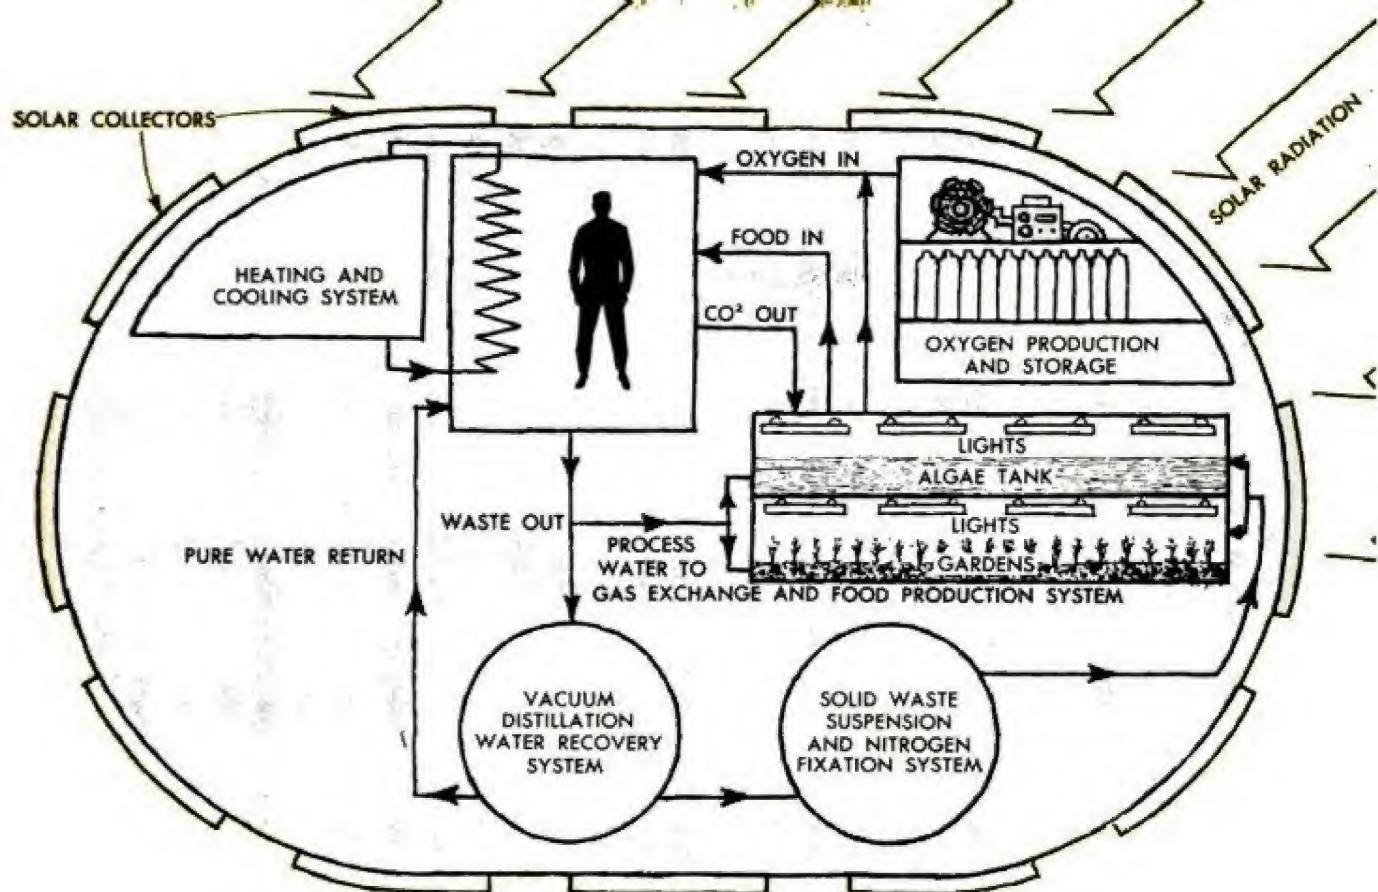 SOLAR COLLECTORS
SOLAR RADIATION
OXYGEN IN
FOOD IN
HEATING AND
COOLING SYSTEM
CO² OUT
OXYGEN PRODUCTION
AND STORAGE
LIGHTS
ALGAE TANK
LIGHTS
GARDENS
WASTE OUT
PURE WATER RETURN
PROCESS
WATER TO
GAS EXCHANGE AND FOOD PRODUCTION SYSTEM
VACUUM
DISTILLATION
WATER RECOVERY
SYSTEM
SOLID WASTE
SUSPENSION
AND NITROGEN
FIXATION SYSTEM